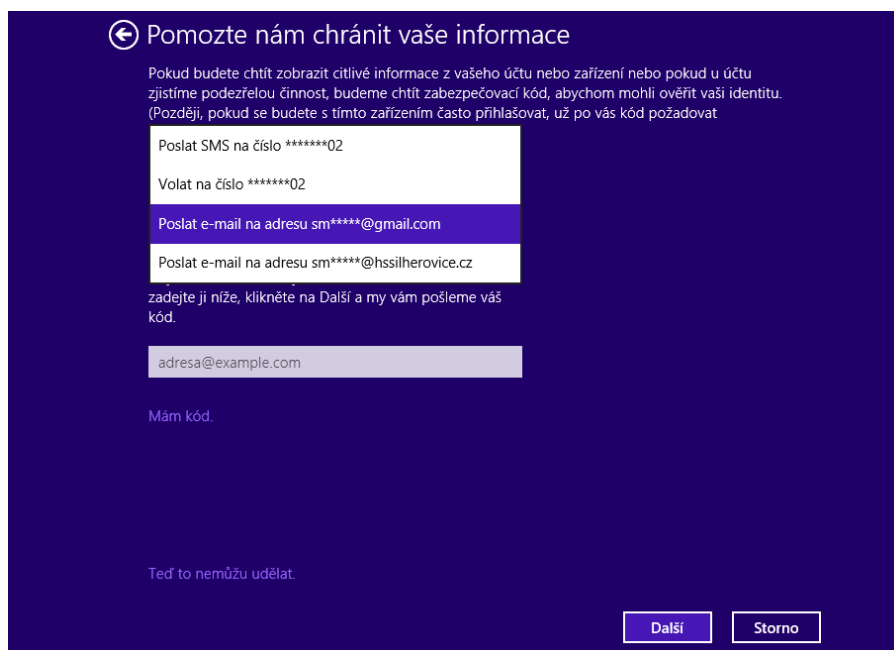 Pomozte nám chránit vaše informace
Pokud budete chtít zobrazit citlivé informace z vašeho účtu nebo zařízení nebo pokud u účtu
zjistíme podezřelou činnost, budeme chtít zabezpečovací kód, abychom mohli ověřit vaši identitu.
(Později, pokud se budete s tímto zařízením často přihlašovat, už po vás kód požadovat
Poslat SMS na číslo *******02
Volat na číslo *******02
Poslat e-mail na adresu sm*****@gmail.com
Poslat e-mail na adresu sm*****@hssilherovice.cz
zadejte ji níže, klikněte na Další a my vám pošleme váš
kód.
adresa@example.com
Mám kód.
Teď to nemůžu udělat.
Další
Storno